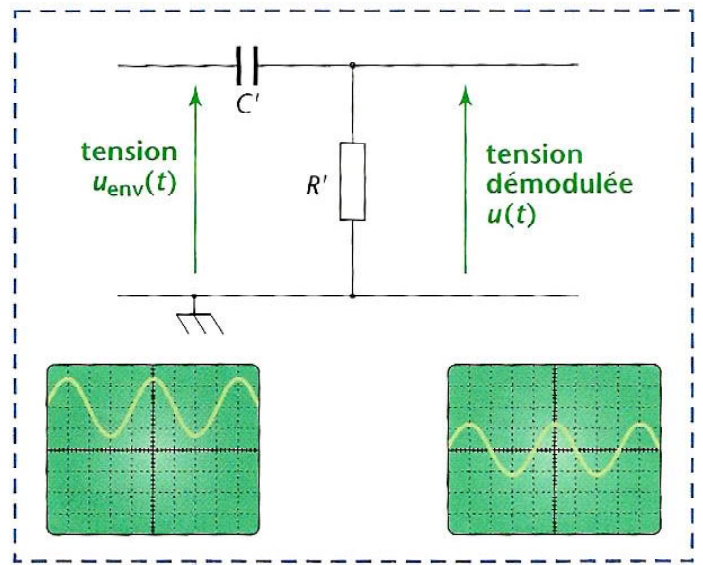 C'
tension
u_env(t)
R'
tension
démodulée
u(t)